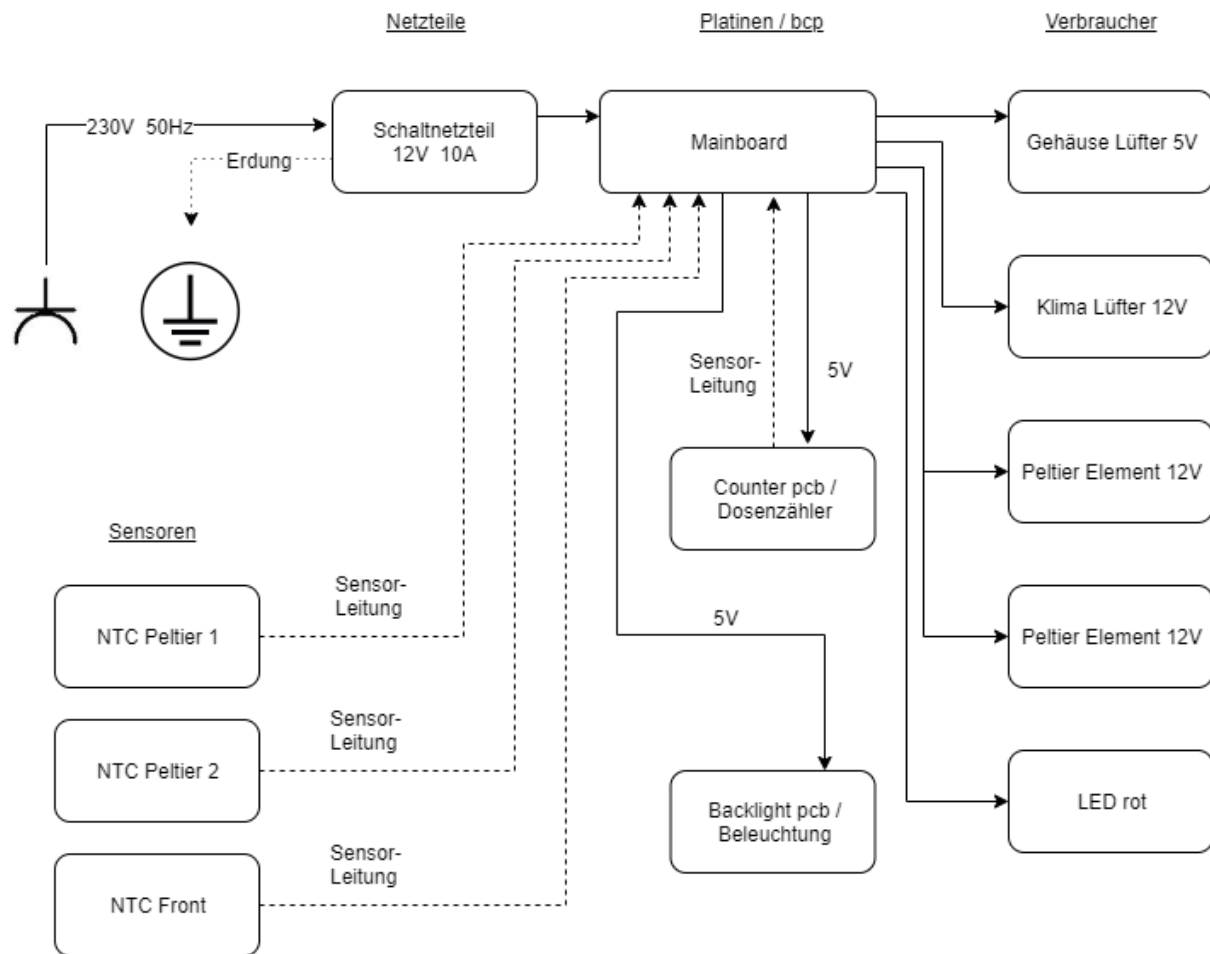 Netzteile
Platinen / bcp
Verbraucher
230V 50Hz
Schaltnetzteil
12V 10A
Mainboard
Gehäuse Lüfter 5V
Erdung
Klima Lüfter 12V
Sensor-
Leitung
5V
Peltier Element 12V
Counter pcb /
Dosenzähler
Sensoren
Sensor-
Leitung
NTC Peltier 1
5V
Peltier Element 12V
Sensor-
Leitung
NTC Peltier 2
Backlight pcb /
Beleuchtung
LED rot
Sensor-
Leitung
NTC Front